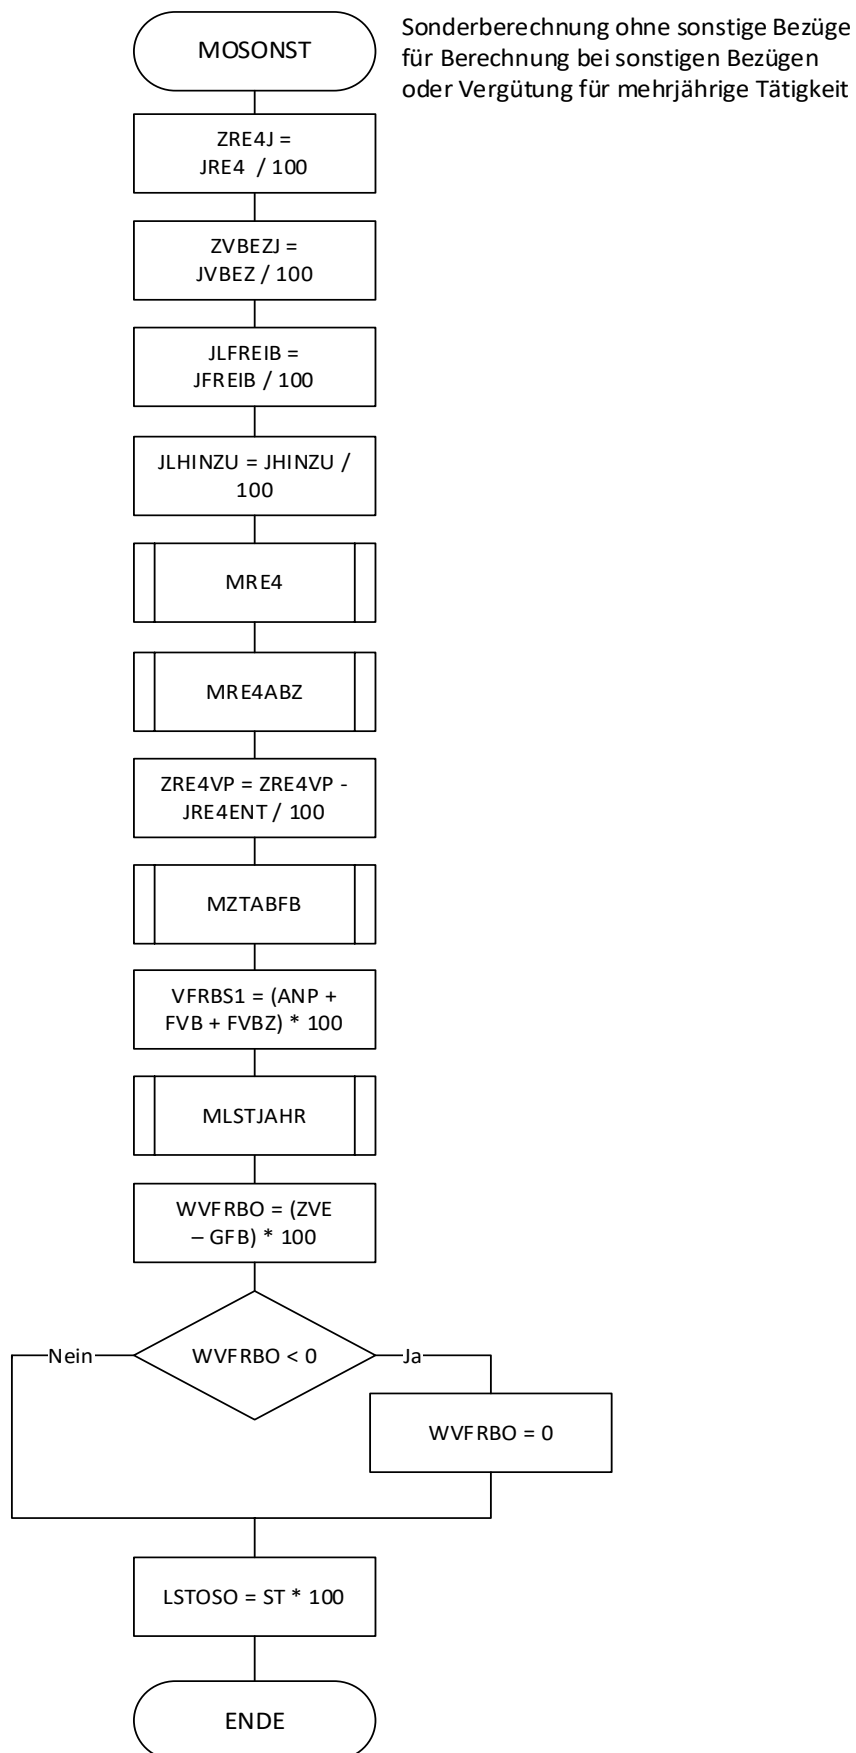 MOSONST
Sonderberechnung ohne sonstige Bezüge
für Berechnung bei sonstigen Bezügen
oder Vergütung für mehrjährige Tätigkeit
ZRE4J =
JRE4 / 100
ZVBEZJ =
JVBEZ / 100
JLFREIB =
JFREIB / 100
JLHINZU = JHINZU /
100
MRE4
MRE4ABZ
ZRE4VP = ZRE4VP -
JRE4ENT / 100
MZTABFB
VFRBS1 = (ANP +
FVB + FVBZ) * 100
MLSTJAHR
WVFRBO = (ZVE
– GFB) * 100
Nein
WVFRBO < 0
Ja
WVFRBO = 0
LSTOSO = ST * 100
ENDE